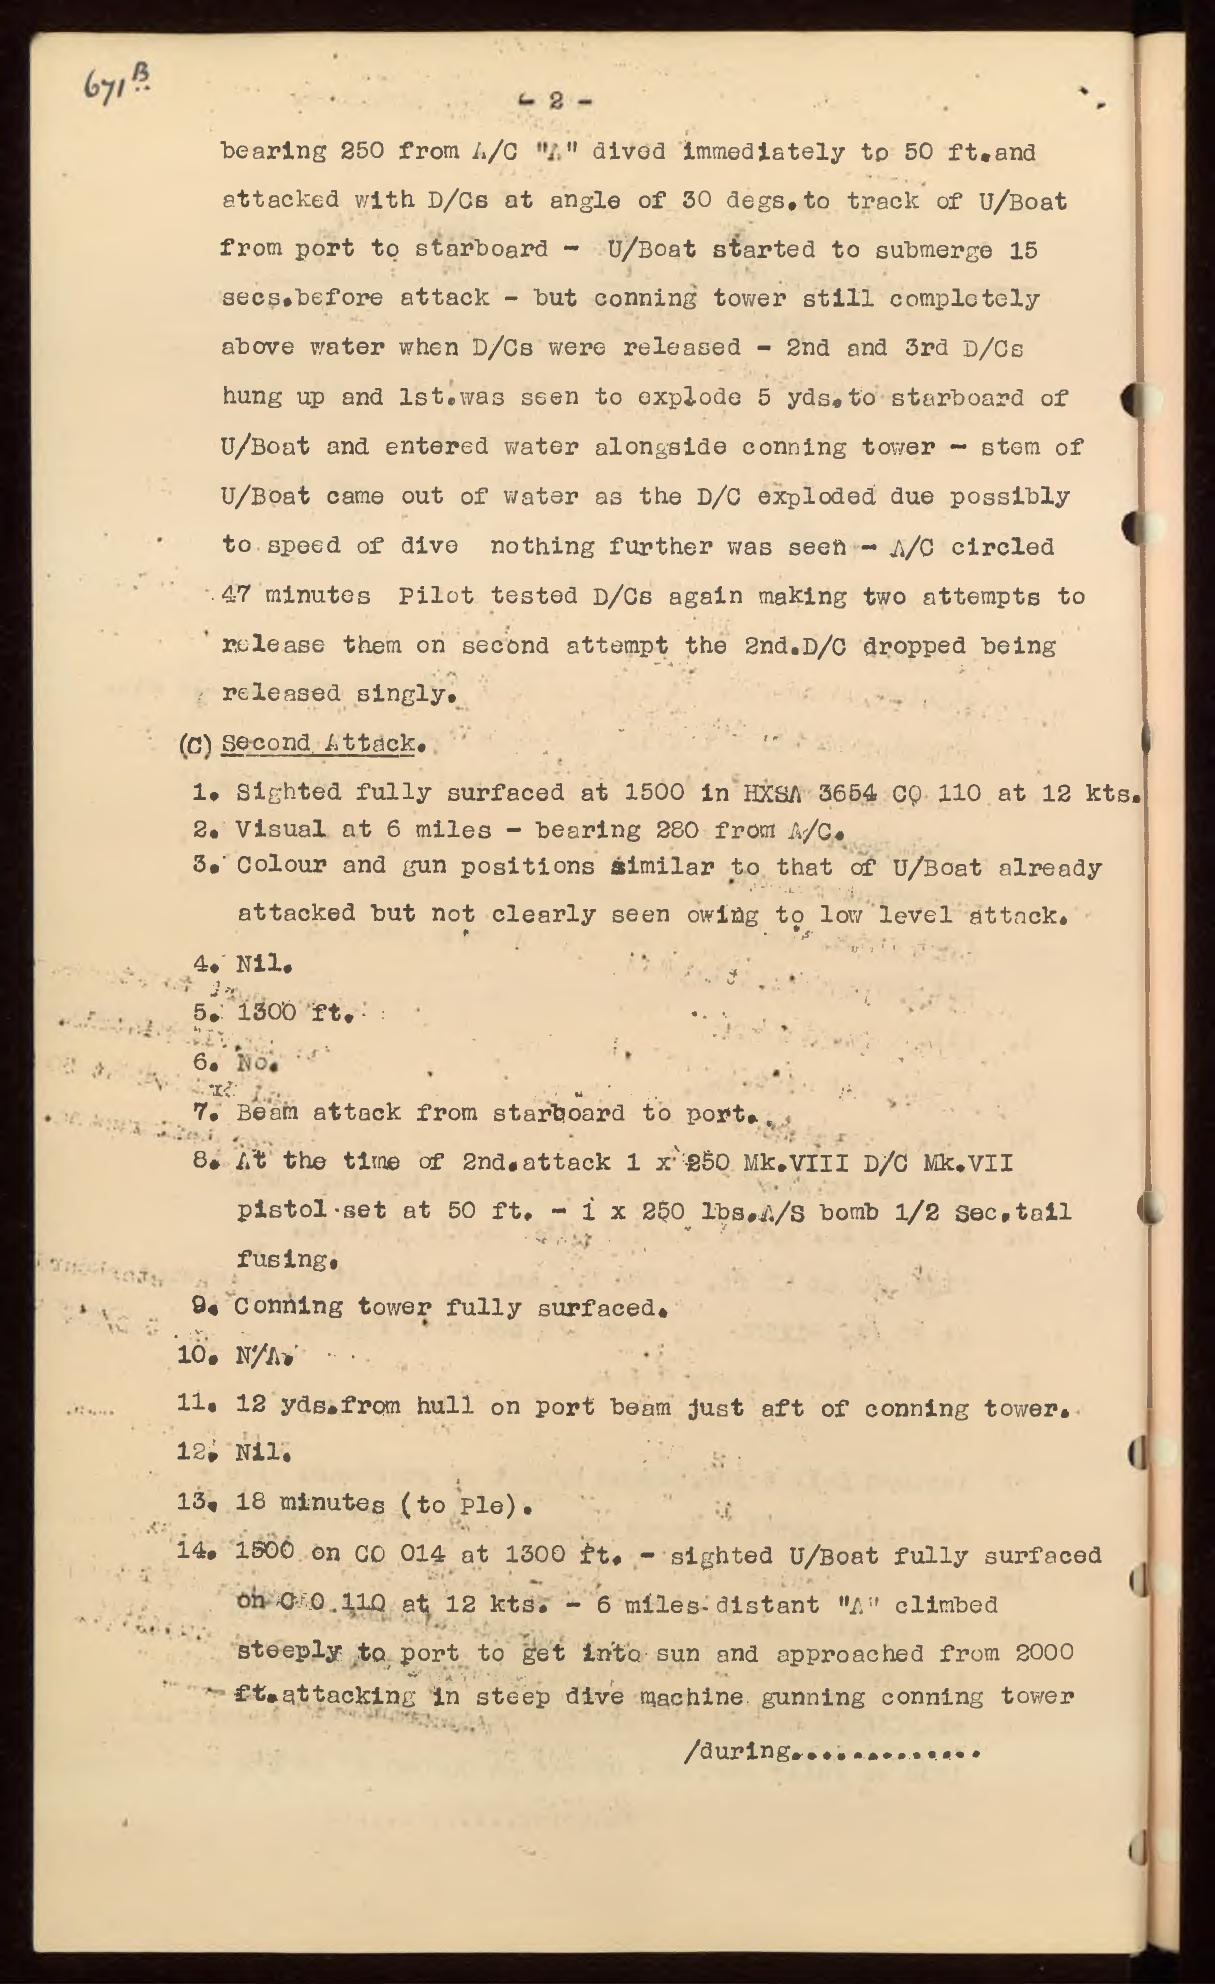 671 B
- 2 -
bearing 250 from A/C "A" dived immediately to 50 ft.and
attacked with D/Cs at angle of 30 degs.to track of U/Boat
from port to starboard - U/Boat started to submerge 15
secs.before attack - but conning tower still completely
above water when D/Cs were released - 2nd and 3rd D/Cs
hung up and 1st.was seen to explode 5 yds.to starboard of
U/Boat and entered water alongside conning tower - stem of
U/Boat came out of water as the D/C exploded due possibly
to speed of dive nothing further was seen - A/C circled
47 minutes Pilot tested D/Cs again making two attempts to
release them on second attempt the 2nd.D/C dropped being
released singly.
(C) Second Attack.
1. Sighted fully surfaced at 1500 in HXSA 3654 CO 110 at 12 kts.
2. Visual at 6 miles - bearing 280 from A/C.
3. Colour and gun positions similar to that of U/Boat already
attacked but not clearly seen owing to low level attack.
4. Nil.
5. 1300 ft.
6. No.
7. Beam attack from starboard to port.
8. At the time of 2nd.attack 1 x 250 Mk.VIII D/C Mk.VII
pistol set at 50 ft. - 1 x 250 lbs.A/S bomb 1/2 Sec.tail
fusing.
9. Conning tower fully surfaced.
10. N/A.
11. 12 yds.from hull on port beam just aft of conning tower.
12. Nil.
13. 18 minutes (to Ple).
14. 1500 on CO 014 at 1300 ft. - sighted U/Boat fully surfaced
on C O 110 at 12 kts. - 6 miles distant "A" climbed
steeply to port to get into sun and approached from 2000
ft.attacking in steep dive machine gunning conning tower
/during..............